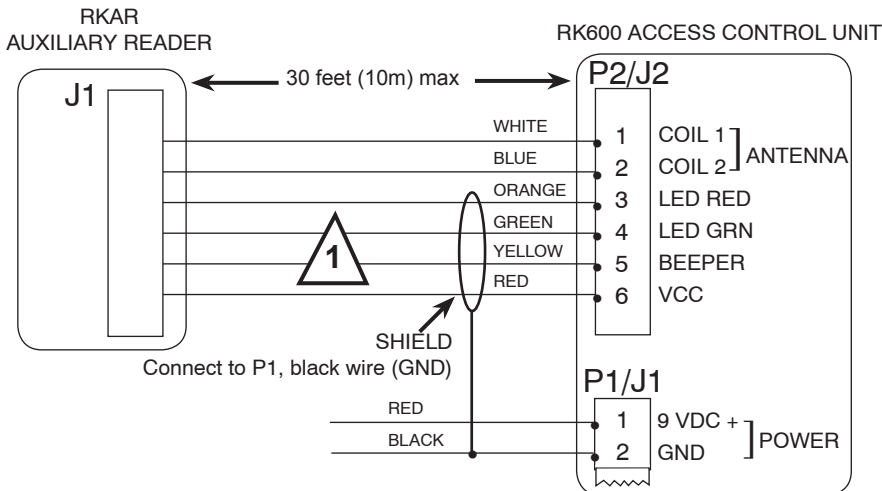 RKAR
AUXILIARY READER
RK600 ACCESS CONTROL UNIT
30 feet (10m) max
J1
P2/J2
WHITE 1 COIL 1
BLUE 2 COIL 2
ANTENNA
ORANGE 3 LED RED
GREEN 4 LED GRN
1
YELLOW 5 BEEPER
RED 6 VCC
SHIELD
Connect to P1, black wire (GND)
P1/J1
RED 1 9 VDC +
BLACK 2 GND
POWER